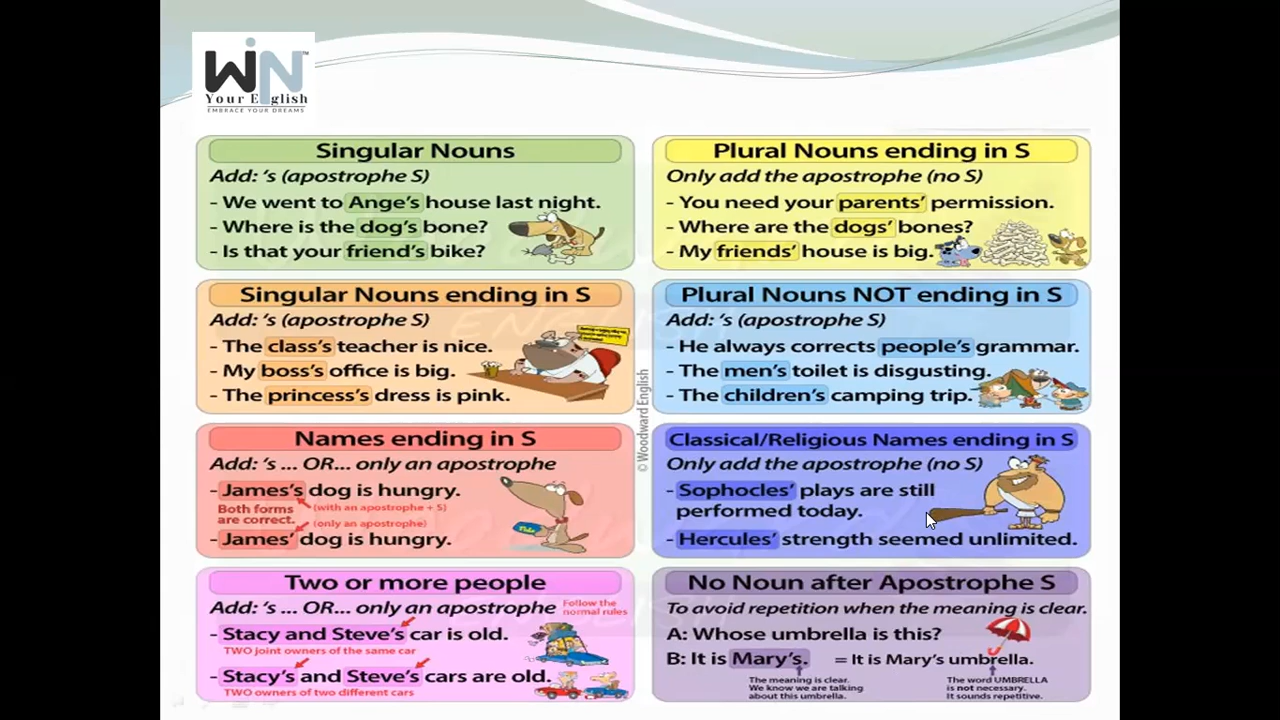 WiN
Your English
EMBRACE YOUR DREAMS
Singular Nouns
Add: 's (apostrophe S)
- We went to Ange's house last night.
- Where is the dog's bone?
- Is that your friend's bike?
Plural Nouns ending in S
Only add the apostrophe (no S)
- You need your parents' permission.
- Where are the dogs' bones?
- My friends' house is big.
Singular Nouns ending in S
Add: 's (apostrophe S)
- The class's teacher is nice.
- My boss's office is big.
- The princess's dress is pink.
Plural Nouns NOT ending in S
Add: 's (apostrophe S)
- He always corrects people's grammar.
- The men's toilet is disgusting.
- The children's camping trip.
© Woodward English
Names ending in S
Add: 's ... OR... only an apostrophe
- James's dog is hungry.
Both forms
are correct.
(with an apostrophe + S)
(only an apostrophe)
- James' dog is hungry.
Classical/Religious Names ending in S
Only add the apostrophe (no S)
- Sophocles' plays are still
performed today.
- Hercules' strength seemed unlimited.
Two or more people
Add: 's ... OR... only an apostrophe
Follow the
normal rules
- Stacy and Steve's car is old.
TWO joint owners of the same car
- Stacy's and Steve's cars are old.
TWO owners of two different cars
No Noun after Apostrophe S
To avoid repetition when the meaning is clear.
A: Whose umbrella is this?
B: It is Mary's. = It is Mary's umbrella.
The meaning is clear.
We know we are talking
about this umbrella.
The word UMBRELLA
is not necessary.
It sounds repetitive.